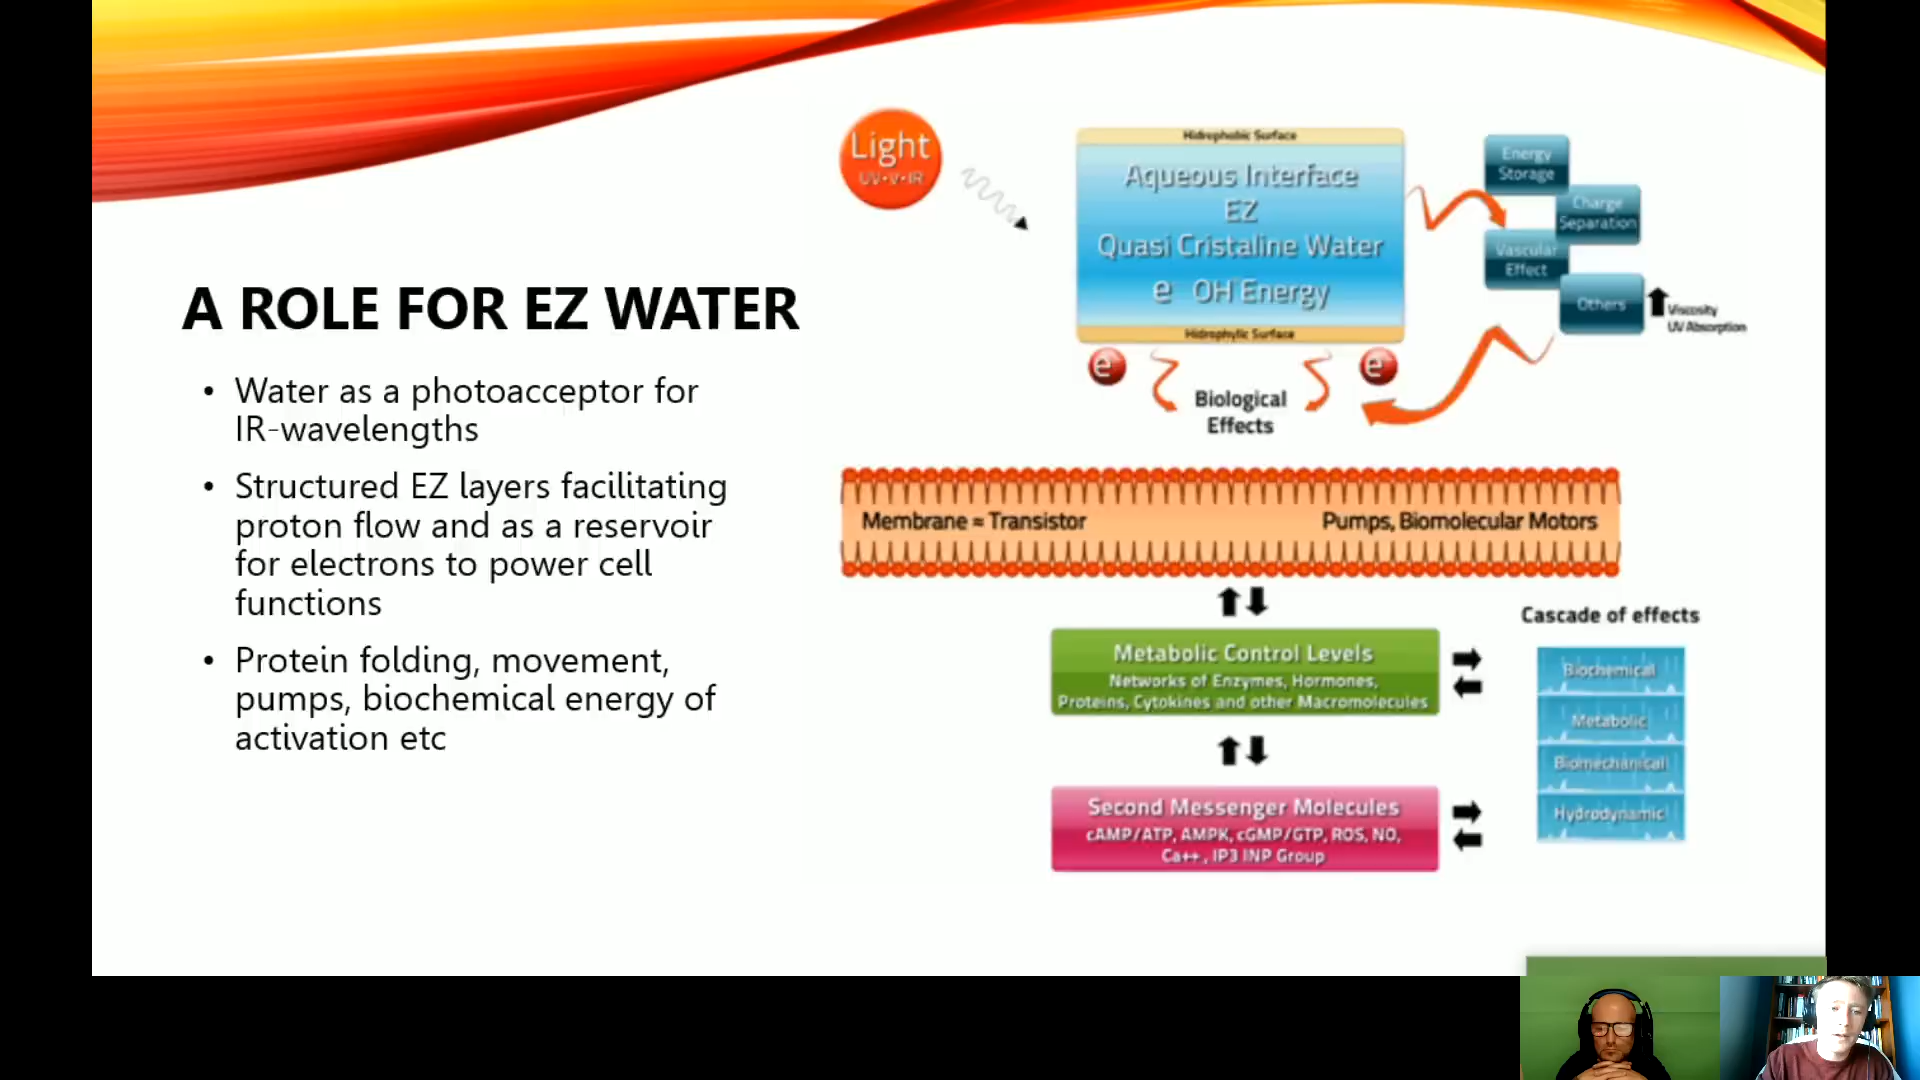 A ROLE FOR EZ WATER
• Water as a photoacceptor for
IR-wavelengths
• Structured EZ layers facilitating
proton flow and as a reservoir
for electrons to power cell
functions
• Protein folding, movement,
pumps, biochemical energy of
activation etc
Light
UV•V•IR
Hidrophobic Surface
Aqueous Interface
EZ
Quasi Cristaline Water
e OH Energy
Hidrophylic Surface
e
e
Biological
Effects
Energy
Storage
Charge
Separation
Vascular
Effect
Others
Viscosity
UV Absorption
Membrane = Transistor
Pumps, Biomolecular Motors
Metabolic Control Levels
Networks of Enzymes, Hormones,
Proteins, Cytokines and other Macromolecules
Second Messenger Molecules
cAMP/ATP, AMPK, cGMP/GTP, ROS, NO,
Ca++, IP3 INP Group
Cascade of effects
Biochemical
Metabolic
Biomechanical
Hydrodynamic